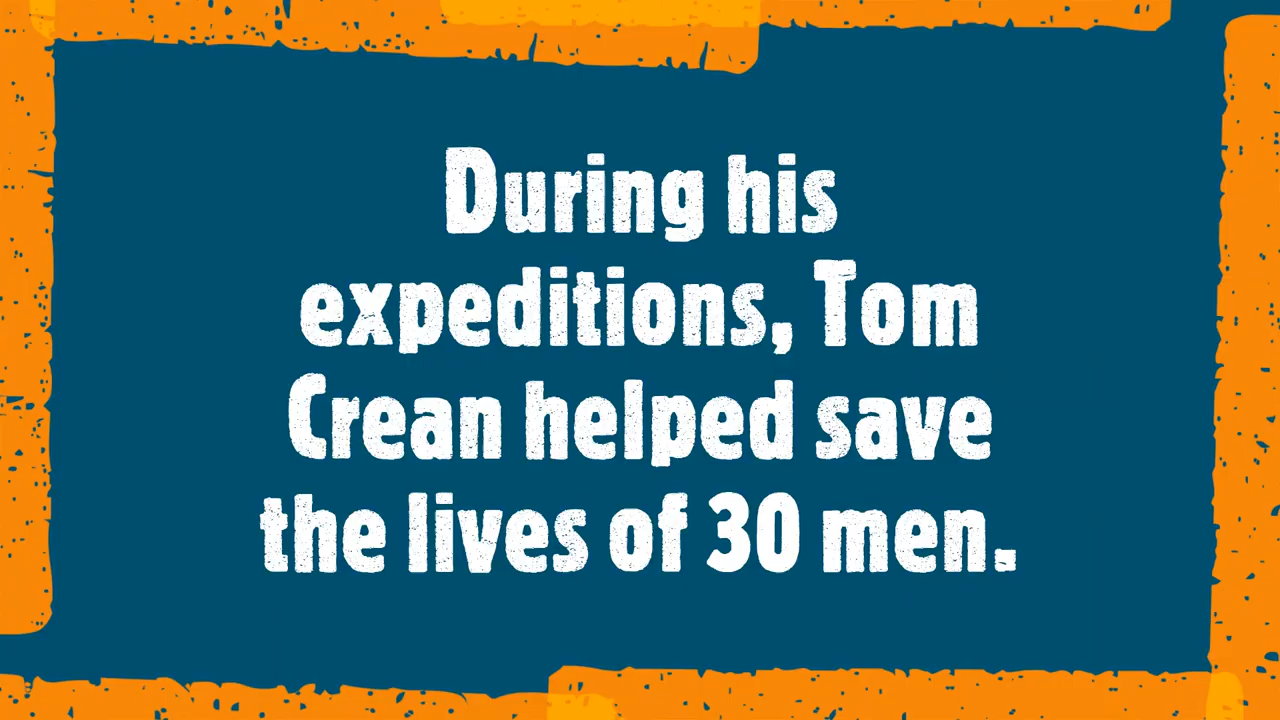 During his
expeditions, Tom
Crean helped save
the lives of 30 men.